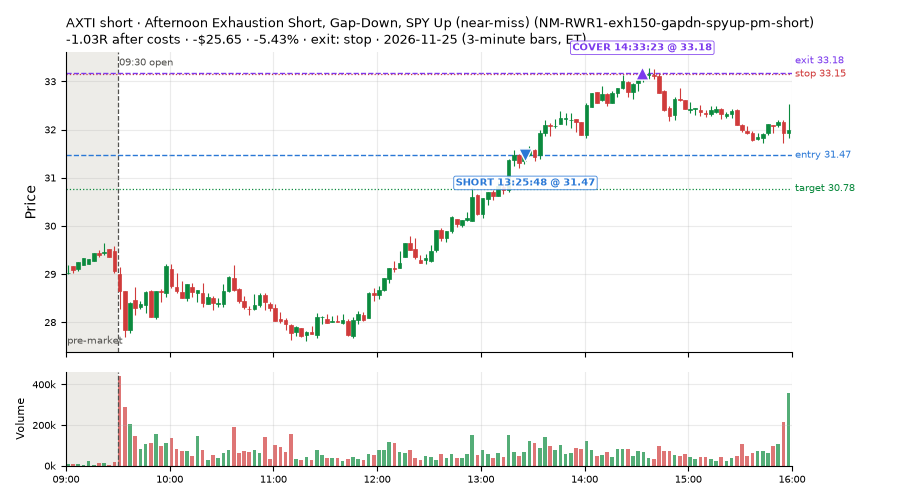 AXTI short · Afternoon Exhaustion Short, Gap-Down, SPY Up (near-miss) (NM-RWR1-exh150-gapdn-spyup-pm-short)
-1.03R after costs · -$25.65 · -5.43% · exit: stop · 2026-11-25 (3-minute bars, ET)
COVER 14:33:23 @ 33.18
09:30 open
exit 33.18
stop 33.15
33
32
entry 31.47
31
SHORT 13:25:48 @ 31.47
target 30.78
30
29
28
Price
pre-market
400k
200k
0k
Volume
09:00
10:00
11:00
12:00
13:00
14:00
15:00
16:00